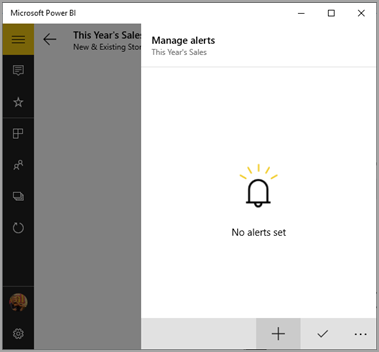 Microsoft Power BI
This Year's Sales
New & Existing Stor
Manage alerts
This Year's Sales
No alerts set